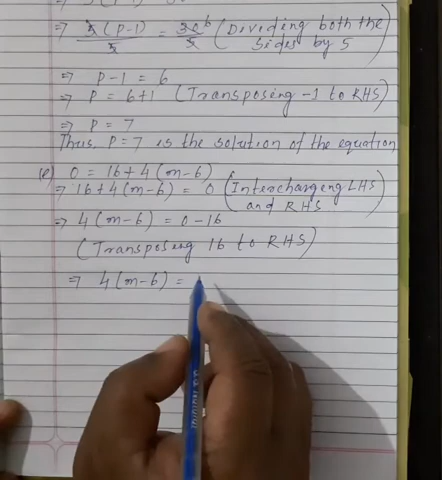 ⇒ 5(P-1)/5 = 30⁶/5 (Dividing both the
sides by 5)
⇒ P-1 = 6
⇒ P = 6+1 (Transposing -1 to RHS)
⇒ P = 7
Thus, P=7 is the solution of the equation
0 = 16+4(m-6)
⇒ 16+4(m-6) = 0 (Interchangeng LHS
and RHS)
⇒ 4(m-6) = 0-16
(Transposing 16 to RHS)
⇒ 4(m-6) =